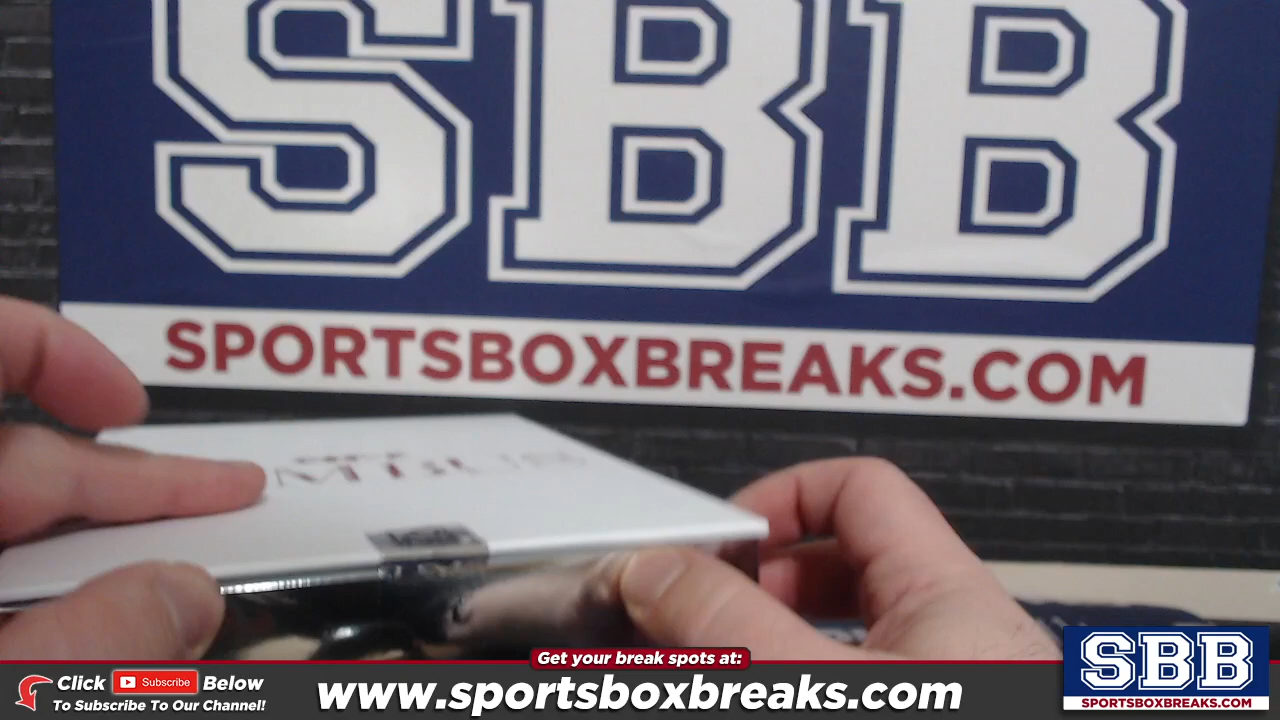 SBB
SPORTSBOXBREAKS.COM
Get your break spots at:
Click Subscribe Below
To Subscribe To Our Channel!
www.sportsboxbreaks.com
SBB
SPORTSBOXBREAKS.COM